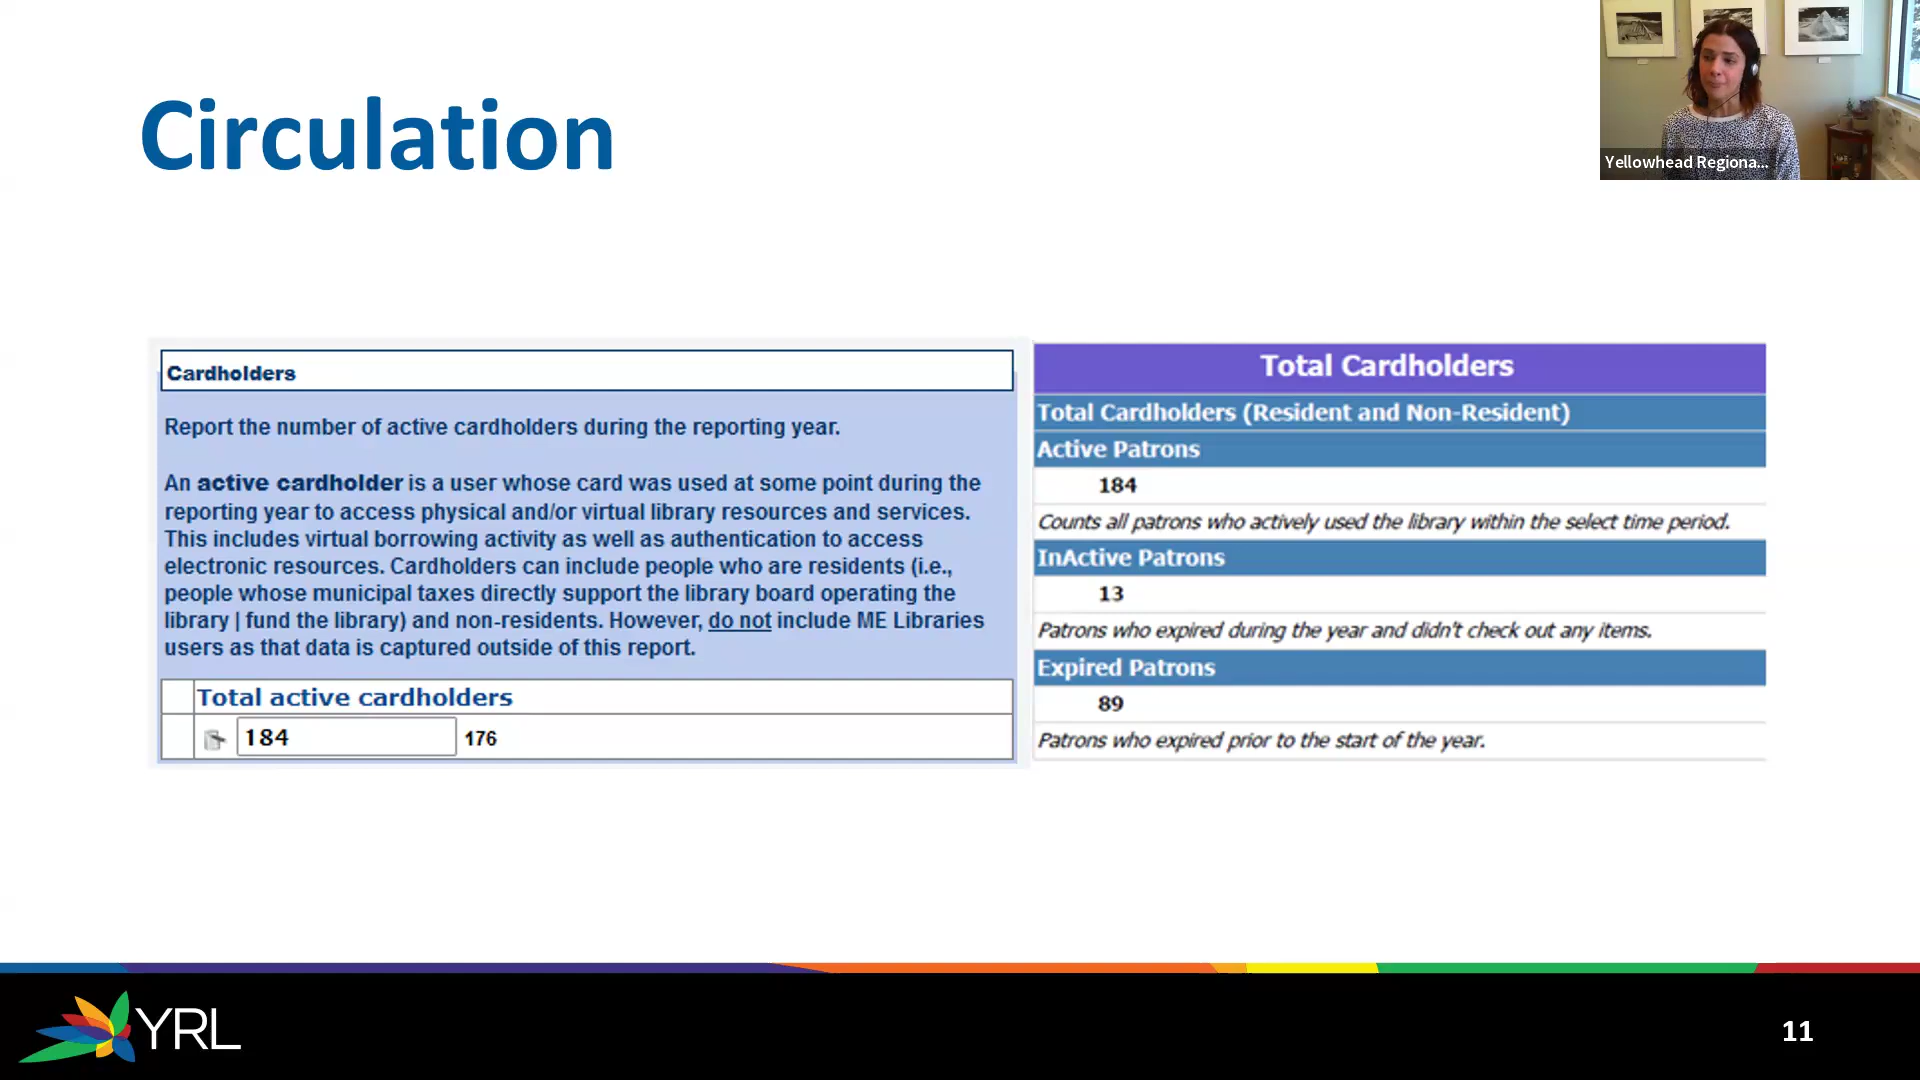 Circulation
Yellowhead Regiona...
Cardholders
Report the number of active cardholders during the reporting year.
An active cardholder is a user whose card was used at some point during the
reporting year to access physical and/or virtual library resources and services.
This includes virtual borrowing activity as well as authentication to access
electronic resources. Cardholders can include people who are residents (i.e.,
people whose municipal taxes directly support the library board operating the
library | fund the library) and non-residents. However, do not include ME Libraries
users as that data is captured outside of this report.
Total active cardholders
184 176
Total Cardholders
Total Cardholders (Resident and Non-Resident)
Active Patrons
184
Counts all patrons who actively used the library within the select time period.
InActive Patrons
13
Patrons who expired during the year and didn't check out any items.
Expired Patrons
89
Patrons who expired prior to the start of the year.
YRL
11